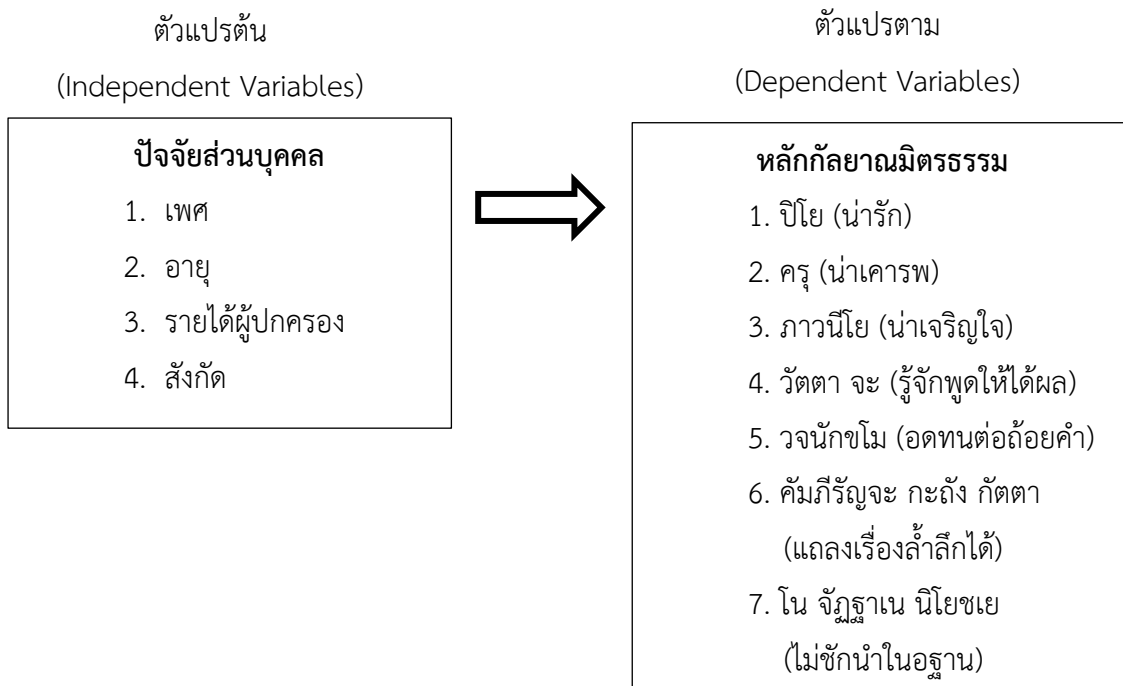 ตัวแปรต้น
(Independent Variables)
ปัจจัยส่วนบุคคล
1. เพศ
2. อายุ
3. รายได้ผู้ปกครอง
4. สังกัด
ตัวแปรตาม
(Dependent Variables)
หลักกัลยาณมิตรธรรม
1. ปิโย (น่ารัก)
2. ครุ (น่าเคารพ)
3. ภาวนีโย (น่าเจริญใจ)
4. วัตตา จะ (รู้จักพูดให้ได้ผล)
5. วจนักขโม (อดทนต่อถ้อยคำ)
6. คัมภีรัญจะ กะถัง กัตตา
(แถลงเรื่องล้ำลึกได้)
7. โน จัฏฐาเน นิโยชเย
(ไม่ชักนำในอฐาน)